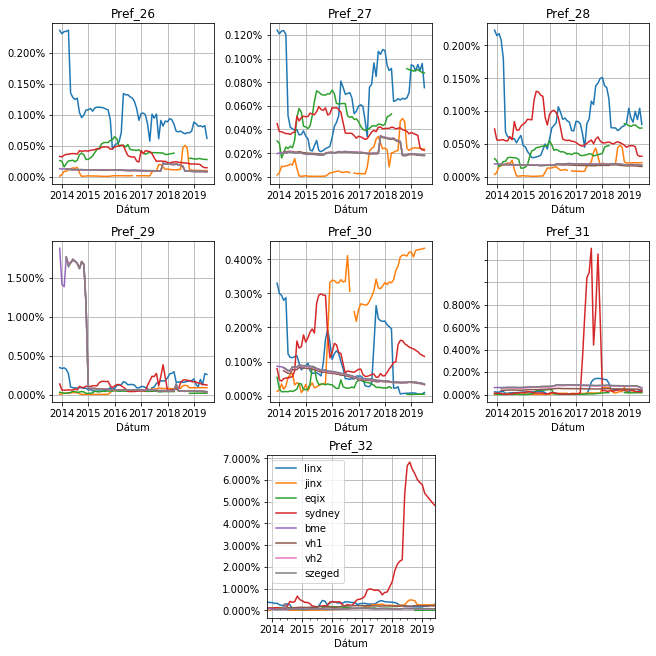 Pref_26
Pref_27
Pref_28
0.200%
0.150%
0.100%
0.050%
0.000%
2014 2015 2016 2017 2018 2019
Dátum
0.120%
0.100%
0.080%
0.060%
0.040%
0.020%
0.000%
2014 2015 2016 2017 2018 2019
Dátum
0.200%
0.150%
0.100%
0.050%
0.000%
2014 2015 2016 2017 2018 2019
Dátum
Pref_29
Pref_30
Pref_31
1.500%
1.000%
0.500%
0.000%
2014 2015 2016 2017 2018 2019
Dátum
0.400%
0.300%
0.200%
0.100%
0.000%
2014 2015 2016 2017 2018 2019
Dátum
0.800%
0.600%
0.400%
0.200%
0.000%
2014 2015 2016 2017 2018 2019
Dátum
Pref_32
7.000%
6.000%
5.000%
4.000%
3.000%
2.000%
1.000%
0.000%
linx
jinx
eqix
sydney
bme
vh1
vh2
szeged
2014 2015 2016 2017 2018 2019
Dátum